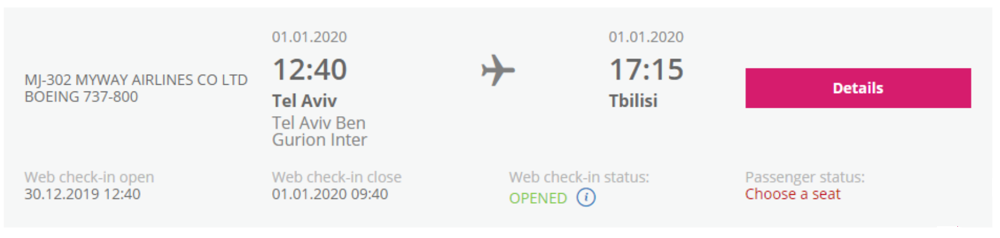 MJ-302 MYWAY AIRLINES CO LTD
BOEING 737-800
01.01.2020
12:40
Tel Aviv
Tel Aviv Ben
Gurion Inter
01.01.2020
17:15
Tbilisi
Details
Web check-in open
30.12.2019 12:40
Web check-in close
01.01.2020 09:40
Web check-in status:
OPENED i
Passenger status:
Choose a seat